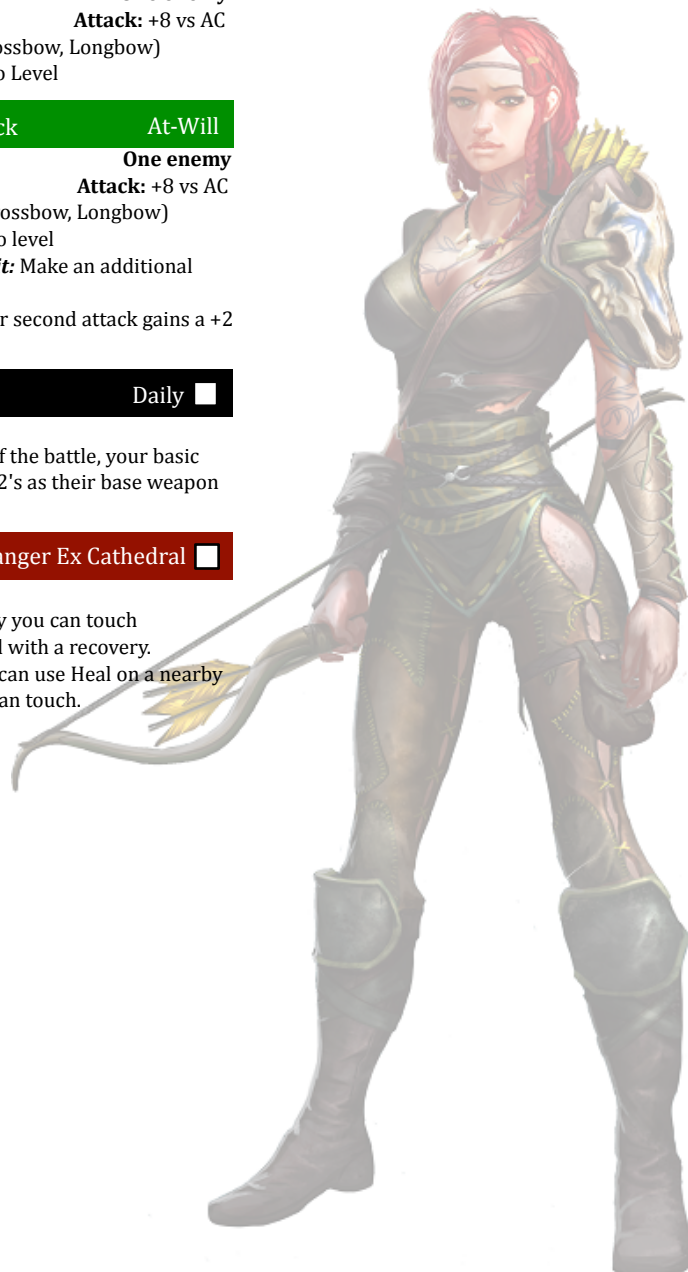 Attack: +8 vs AC
ossbow, Longbow)
o Level
ck At-Will
One enemy
Attack: +8 vs AC
ossbow, Longbow)
o level
it: Make an additional
r second attack gains a +2
Daily
f the battle, your basic
2's as their base weapon
anger Ex Cathedral
y you can touch
l with a recovery.
can use Heal on a nearby
an touch.